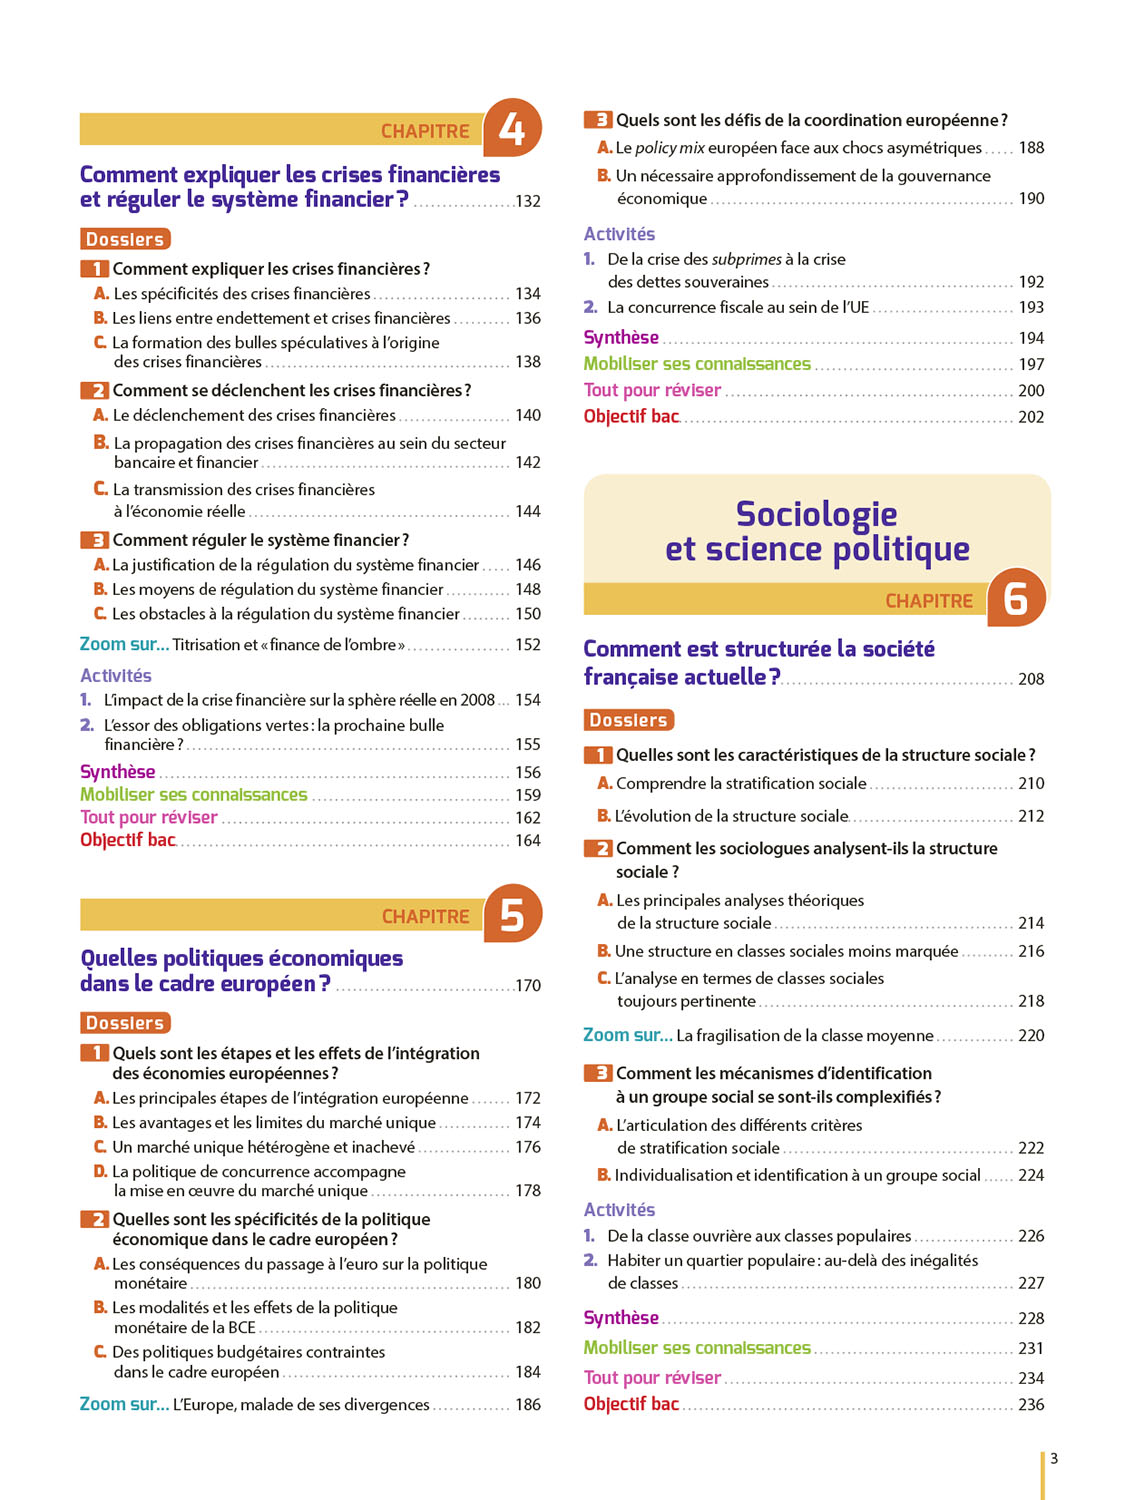 CHAPITRE 4
Comment expliquer les crises financières
et réguler le système financier ? 132
Dossiers
1 Comment expliquer les crises financières ?
A. Les spécificités des crises financières 134
B. Les liens entre endettement et crises financières 136
C. La formation des bulles spéculatives à l'origine
des crises financières 138
2 Comment se déclenchent les crises financières ?
A. Le déclenchement des crises financières 140
B. La propagation des crises financières au sein du secteur
bancaire et financier 142
C. La transmission des crises financières
à l'économie réelle 144
3 Comment réguler le système financier ?
A. La justification de la régulation du système financier 146
B. Les moyens de régulation du système financier 148
C. Les obstacles à la régulation du système financier 150
Zoom sur... Titrisation et « finance de l'ombre » 152
Activités
1. L'impact de la crise financière sur la sphère réelle en 2008 154
2. L'essor des obligations vertes : la prochaine bulle
financière ? 155
Synthèse 156
Mobiliser ses connaissances 159
Tout pour réviser 162
Objectif bac 164
CHAPITRE 5
Quelles politiques économiques
dans le cadre européen ? 170
Dossiers
1 Quels sont les étapes et les effets de l'intégration
des économies européennes ?
A. Les principales étapes de l'intégration européenne 172
B. Les avantages et les limites du marché unique 174
C. Un marché unique hétérogène et inachevé 176
D. La politique de concurrence accompagne
la mise en œuvre du marché unique 178
2 Quelles sont les spécificités de la politique
économique dans le cadre européen ?
A. Les conséquences du passage à l'euro sur la politique
monétaire 180
B. Les modalités et les effets de la politique
monétaire de la BCE 182
C. Des politiques budgétaires contraintes
dans le cadre européen 184
Zoom sur... L'Europe, malade de ses divergences 186
3 Quels sont les défis de la coordination européenne ?
A. Le policy mix européen face aux chocs asymétriques 188
B. Un nécessaire approfondissement de la gouvernance
économique 190
Activités
1. De la crise des subprimes à la crise
des dettes souveraines 192
2. La concurrence fiscale au sein de l'UE 193
Synthèse 194
Mobiliser ses connaissances 197
Tout pour réviser 200
Objectif bac 202
Sociologie
et science politique
CHAPITRE 6
Comment est structurée la société
française actuelle ? 208
Dossiers
1 Quelles sont les caractéristiques de la structure sociale ?
A. Comprendre la stratification sociale 210
B. L'évolution de la structure sociale 212
2 Comment les sociologues analysent-ils la structure
sociale ?
A. Les principales analyses théoriques
de la structure sociale 214
B. Une structure en classes sociales moins marquée 216
C. L'analyse en termes de classes sociales
toujours pertinente 218
Zoom sur... La fragilisation de la classe moyenne 220
3 Comment les mécanismes d'identification
à un groupe social se sont-ils complexifiés ?
A. L'articulation des différents critères
de stratification sociale 222
B. Individualisation et identification à un groupe social 224
Activités
1. De la classe ouvrière aux classes populaires 226
2. Habiter un quartier populaire : au-delà des inégalités
de classes 227
Synthèse 228
Mobiliser ses connaissances 231
Tout pour réviser 234
Objectif bac 236
3